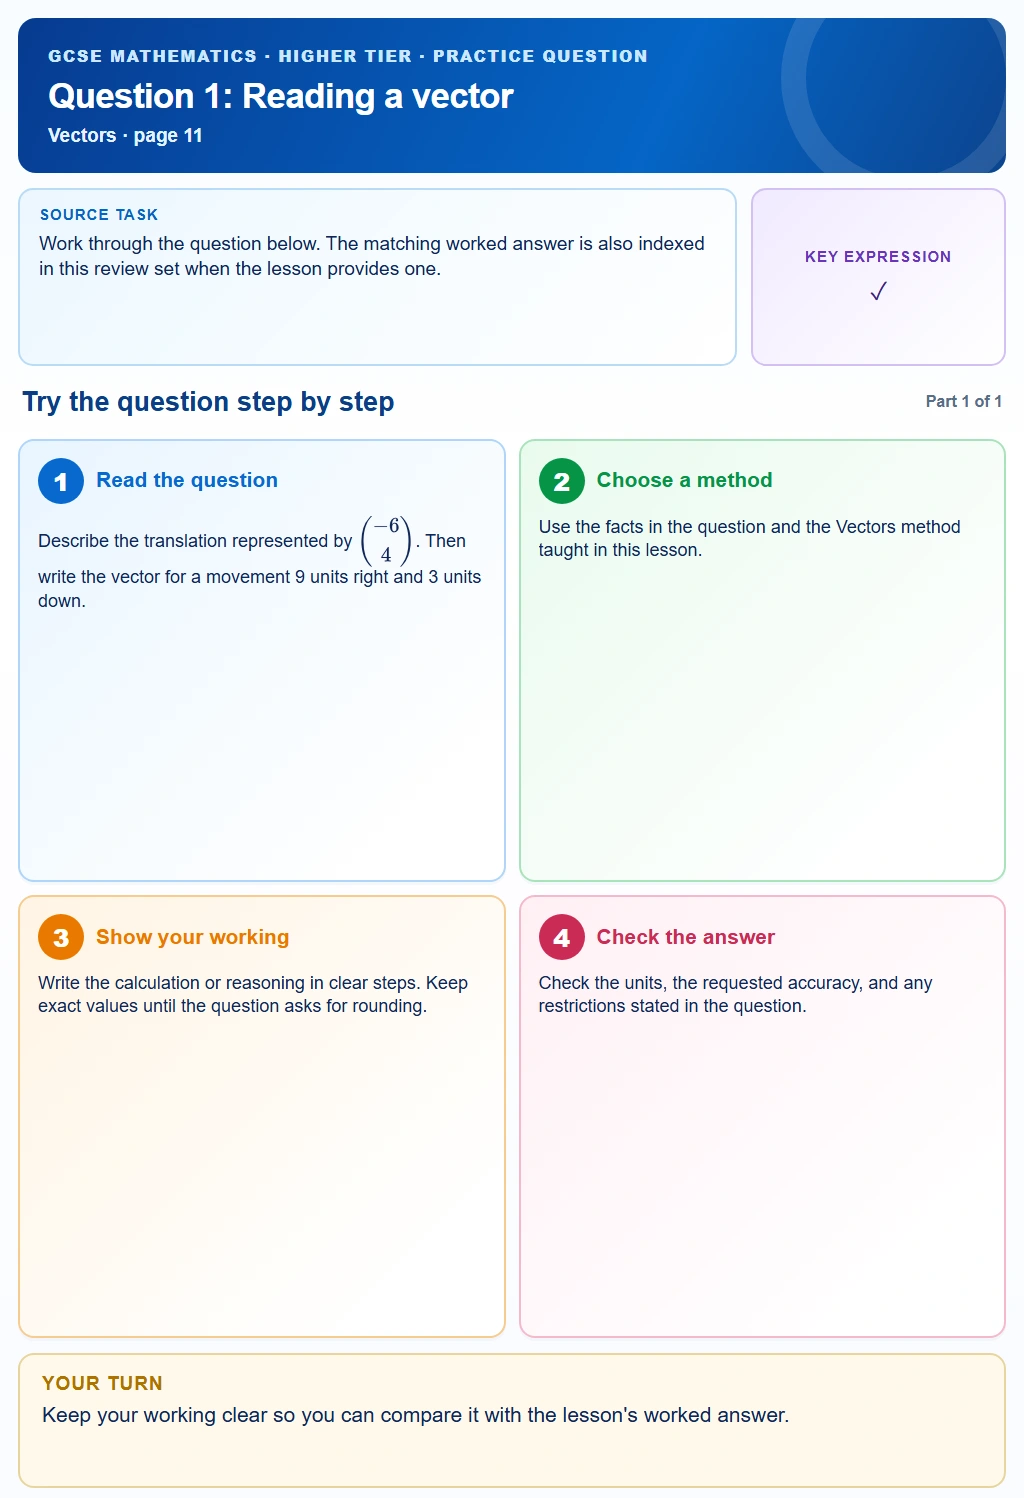 GCSE MATHEMATICS · HIGHER TIER · PRACTICE QUESTION
Question 1: Reading a vector
Vectors · page 11
SOURCE TASK
Work through the question below. The matching worked answer is also indexed
in this review set when the lesson provides one.
KEY EXPRESSION
✓
Try the question step by step
Part 1 of 1
1 Read the question
Describe the translation represented by (−6 4). Then
write the vector for a movement 9 units right and 3 units
down.
2 Choose a method
Use the facts in the question and the Vectors method
taught in this lesson.
3 Show your working
Write the calculation or reasoning in clear steps. Keep
exact values until the question asks for rounding.
4 Check the answer
Check the units, the requested accuracy, and any
restrictions stated in the question.
YOUR TURN
Keep your working clear so you can compare it with the lesson's worked answer.